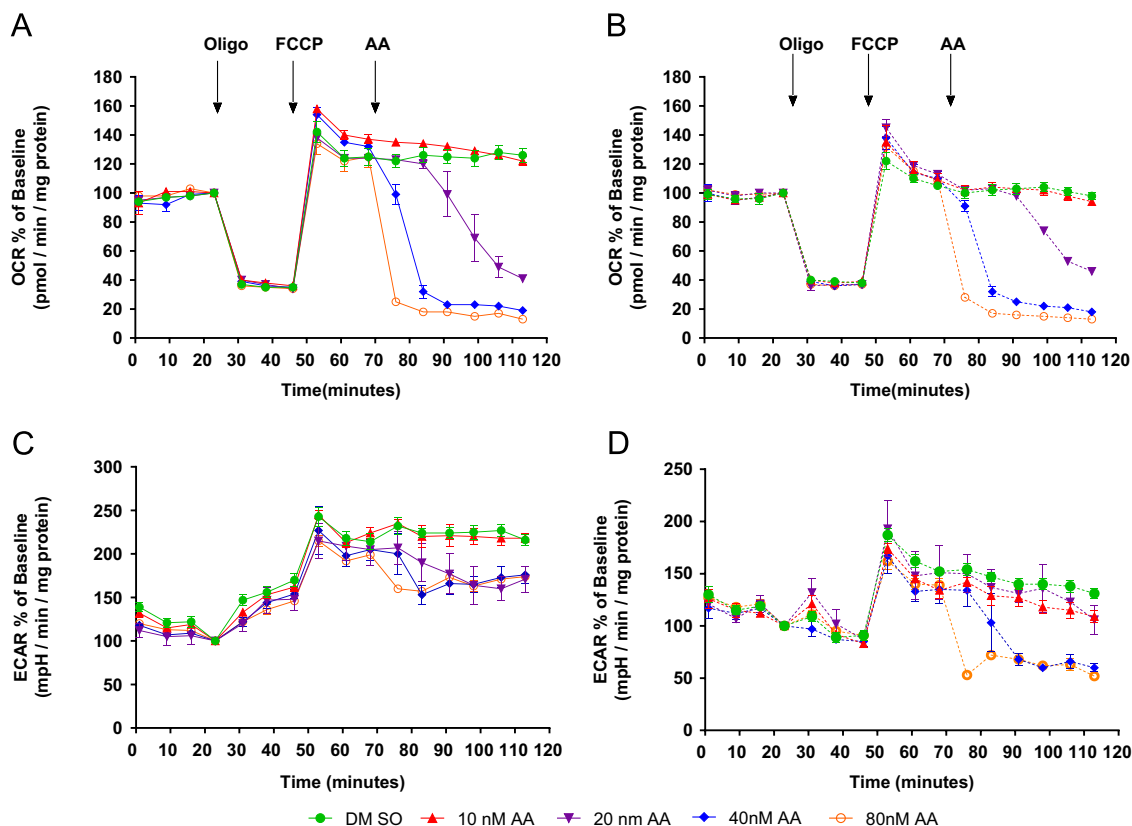 A
Oligo FCCP AA
OCR % of Baseline
(pmol / min / mg protein)
180
160
140
120
100
80
60
40
20
0
0 10 20 30 40 50 60 70 80 90 100 110 120
Time(minutes)
B
Oligo FCCP AA
OCR % of Baseline
(pmol / min / mg protein)
180
160
140
120
100
80
60
40
20
0
0 10 20 30 40 50 60 70 80 90 100 110 120
Time(minutes)
C
ECAR % of Baseline
(mpH / min / mg protein)
300
250
200
150
100
50
0
0 10 20 30 40 50 60 70 80 90 100 110 120
Time (minutes)
D
ECAR % of Baseline
(mpH / min / mg protein)
250
200
150
100
50
0
0 10 20 30 40 50 60 70 80 90 100 110 120
Time (minutes)
DM SO 10 nM AA 20 nm AA 40nM AA 80nM AA